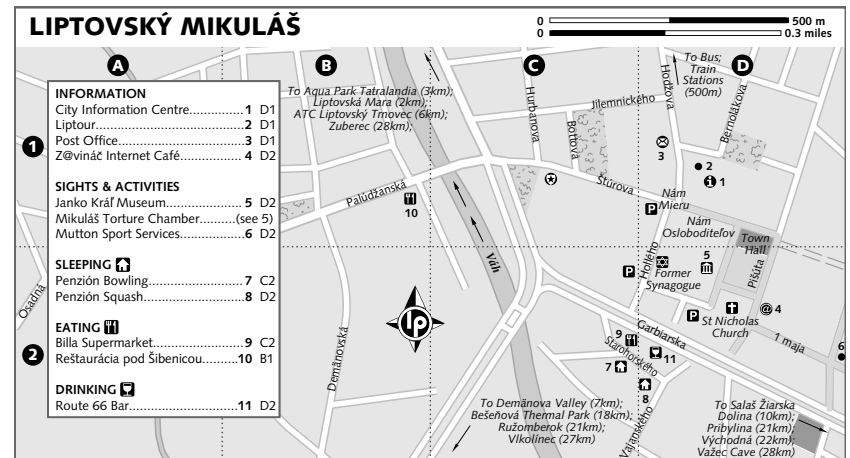 LIPTOVSKÝ MIKULÁŠ
0 500 m
0 0.3 miles
A
B
C
D
1
2
INFORMATION
City Information Centre..............1 D1
Liptour.......................................2 D1
Post Office.................................3 D1
Z@vináč Internet Café..............4 D2
SIGHTS & ACTIVITIES
Janko Kráľ Museum..................5 D2
Mikuláš Torture Chamber..........(see 5)
Mutton Sport Services...............6 D2
SLEEPING
Penzión Bowling........................7 C2
Penzión Squash.........................8 D2
EATING
Billa Supermarket......................9 C2
Reštaurácia pod Šibenicou..........10 B1
DRINKING
Route 66 Bar............................11 D2
To Aqua Park Tatralandia (3km);
Liptovská Mara (2km);
ATC Liptovský Trnovec (6km);
Zuberec (28km);
To Bus;
Train
Stations
(500m)
Hodžova
Hurbanova
Jilemnického
Bottova
Bernolákova
3
2
1
Štúrova
Palúdžanská
10
P
Nám
Mieru
Nám
Osloboditeľov
Town
Hall
Váh
Hollého
5
Former
Synagogue
Pišúta
P
P
St Nicholas
Church
@ 4
Osadná
lp
Demänovská
Garbiarska
1 maja
9
11
Starohorského
7
8
6
Vajanského
To Demänova Valley (7km);
Bešeňová Thermal Park (18km);
Ružomberok (21km);
Vlkolínec (27km)
To Salaš Žiarska
Dolina (10km);
Pribylina (21km);
Východná (22km);
Važec Cave (28km)